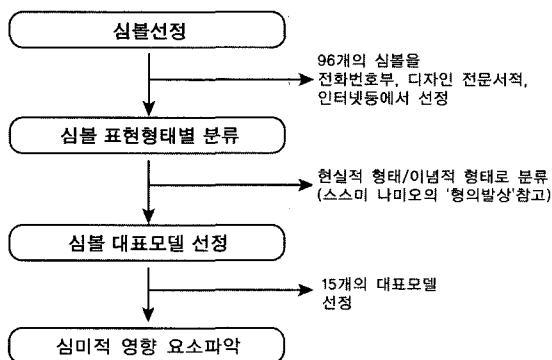 심볼선정
96개의 심볼을
전화번호부, 디자인 전문서적,
인터넷등에서 선정
심볼 표현형태별 분류
현실적 형태/이념적 형태로 분류
(스스미 나미오의 '형의발상'참고)
심볼 대표모델 선정
15개의 대표모델
선정
심미적 영향 요소파악